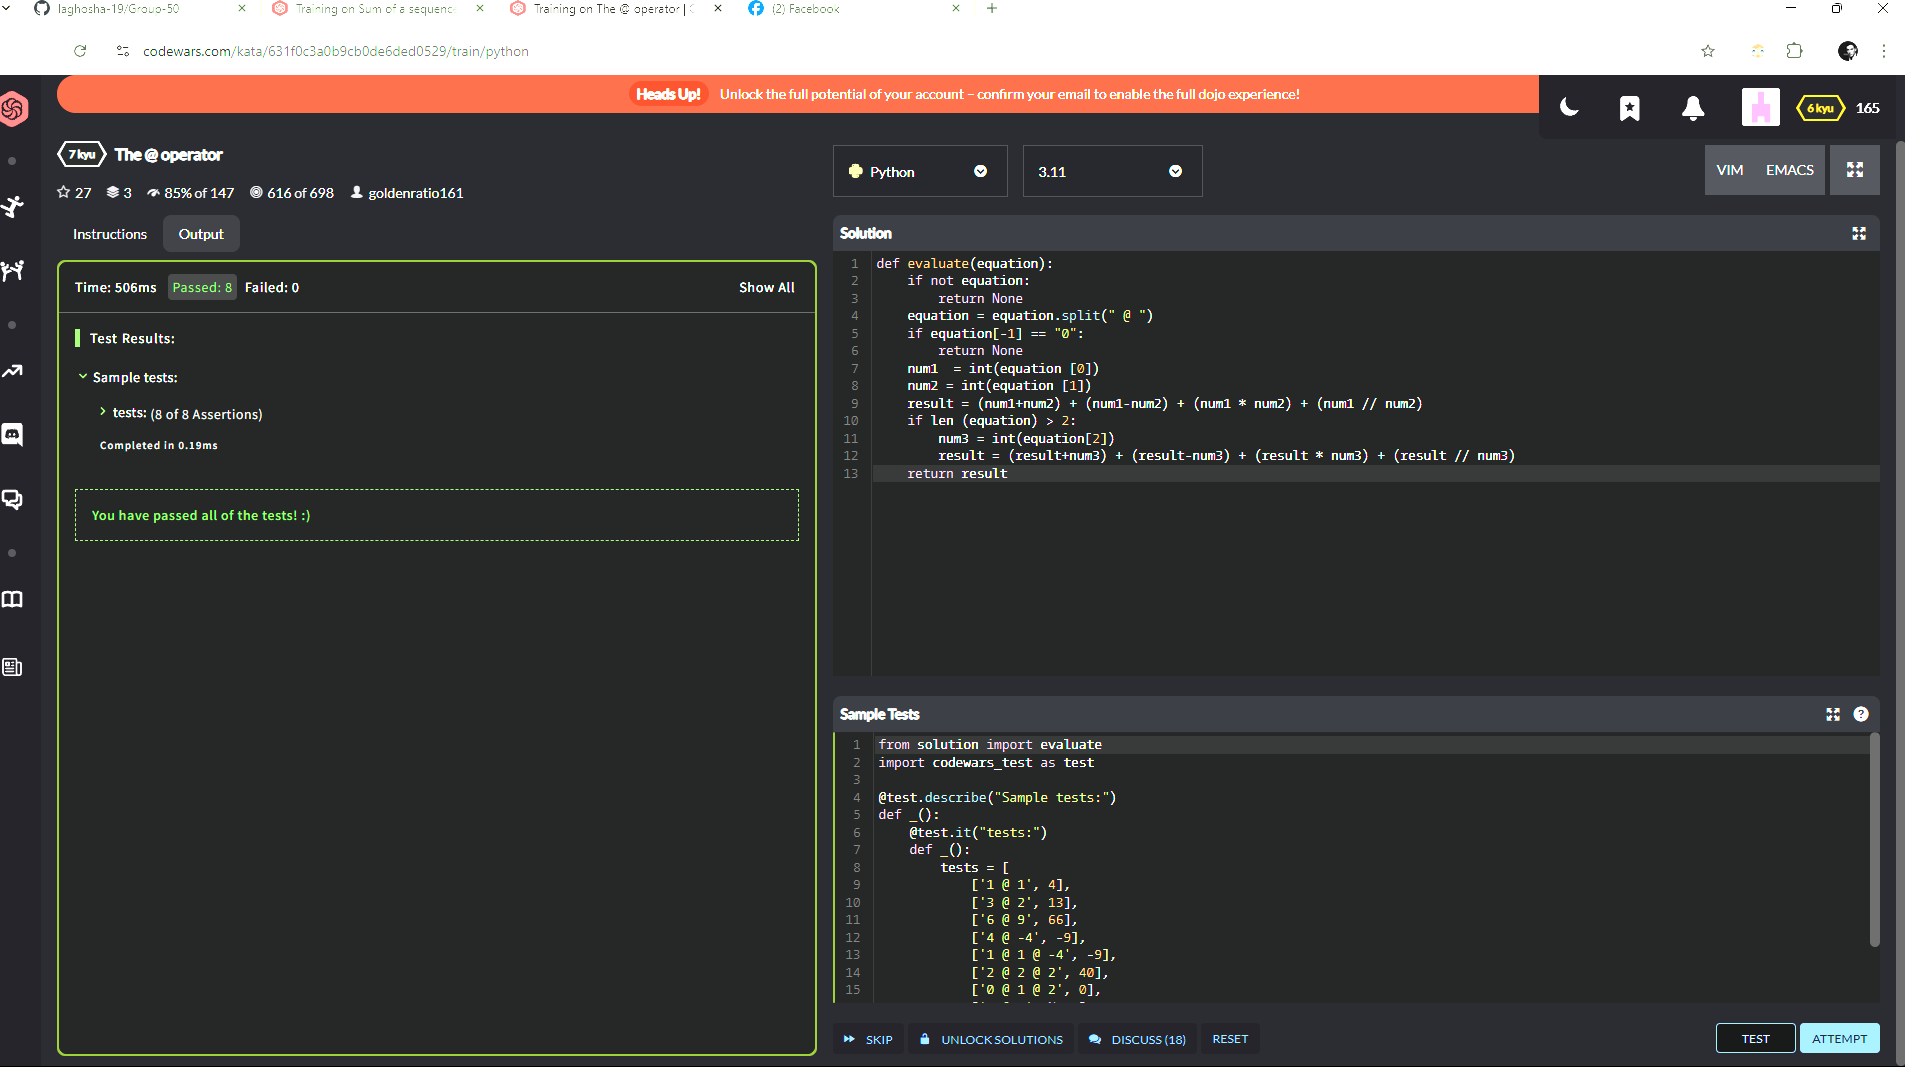 laghosha-19/Group-50
Training on Sum of a sequenc
Training on The @ operator |
(2) Facebook
codewars.com/kata/631f0c3a0b9cb0de6ded0529/train/python
Heads Up! Unlock the full potential of your account – confirm your email to enable the full dojo experience!
6 kyu 165
7 kyu The @ operator
27 3 85% of 147 616 of 698 goldenratio161
Instructions Output
Time: 506ms Passed: 8 Failed: 0 Show All
Test Results:
Sample tests:
tests: (8 of 8 Assertions)
Completed in 0.19ms
You have passed all of the tests! :)
Python 3.11 VIM EMACS
Solution
1 def evaluate(equation):
2     if not equation:
3         return None
4     equation = equation.split(" @ ")
5     if equation[-1] == "0":
6         return None
7     num1  = int(equation [0])
8     num2 = int(equation [1])
9     result = (num1+num2) + (num1-num2) + (num1 * num2) + (num1 // num2)
10     if len (equation) > 2:
11         num3 = int(equation[2])
12         result = (result+num3) + (result-num3) + (result * num3) + (result // num3)
13     return result
Sample Tests
?
1 from solution import evaluate
2 import codewars_test as test
3
4 @test.describe("Sample tests:")
5 def _():
6     @test.it("tests:")
7     def _():
8         tests = [
9             ['1 @ 1', 4],
10             ['3 @ 2', 13],
11             ['6 @ 9', 66],
12             ['4 @ -4', -9],
13             ['1 @ 1 @ -4', -9],
14             ['2 @ 2 @ 2', 40],
15             ['0 @ 1 @ 2', 0],
SKIP UNLOCK SOLUTIONS DISCUSS (18) RESET TEST ATTEMPT